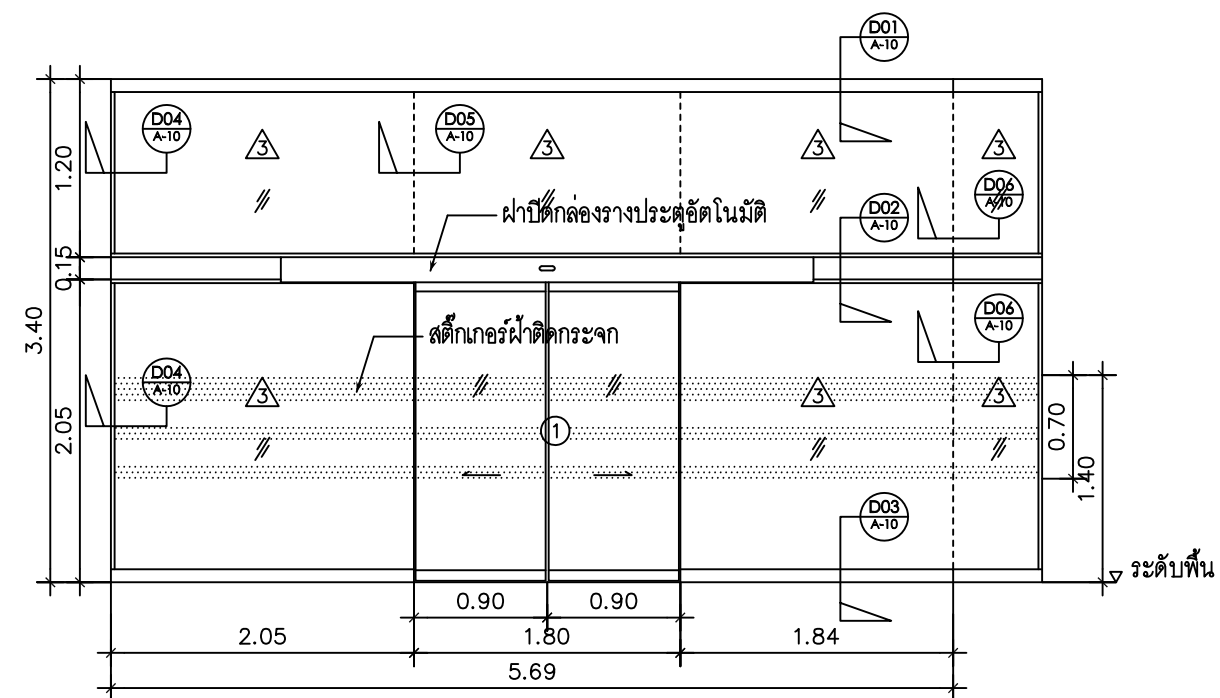 D01
A-10
D04
A-10
D05
A-10
3
3
3
3
1.20
D06
A-10
D02
A-10
ฝาปิดกล่องรางประตูอัตโนมัติ
0.15
3.40
D06
A-10
สติ๊กเกอร์ฝ้าติดกระจก
D04
A-10
3
3
3
2.05
1
0.70
1.40
D03
A-10
ระดับพื้น
0.90
0.90
2.05
1.80
1.84
5.69